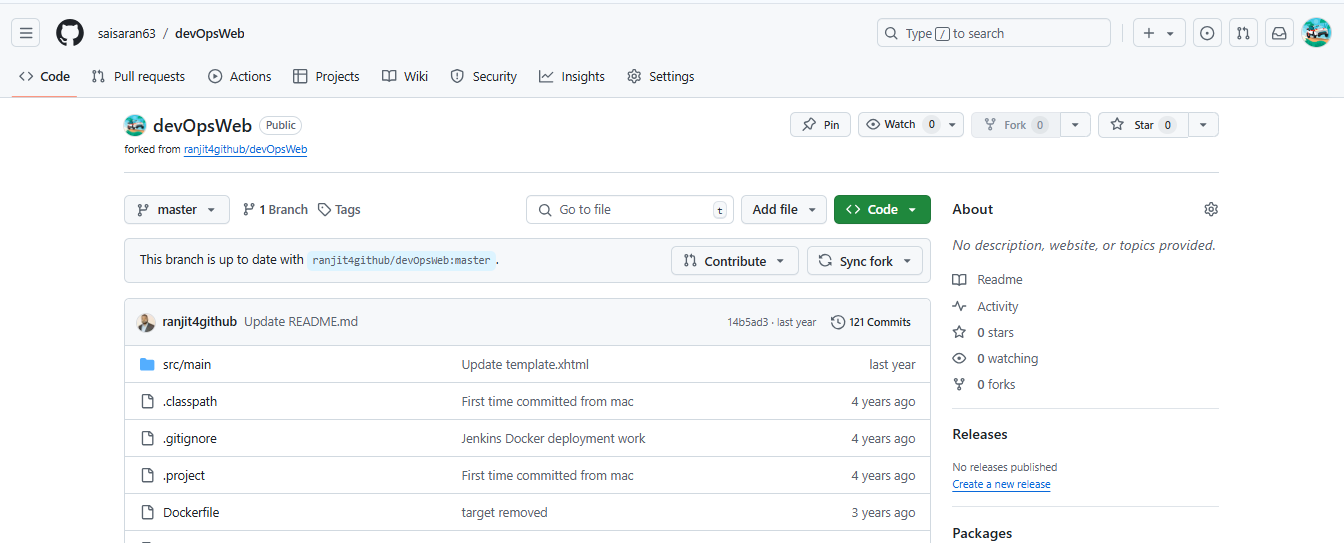 saisaran63 / devOpsWeb Type / to search
Code Pull requests Actions Projects Wiki Security Insights Settings
devOpsWeb Public Pin Watch 0 Fork 0 Star 0
forked from ranjit4github/devOpsWeb
master 1 Branch Tags Go to file t Add file Code
This branch is up to date with ranjit4github/devOpsWeb:master . Contribute Sync fork
ranjit4github Update README.md 14b5ad3 · last year 121 Commits
src/main Update template.xhtml last year
.classpath First time committed from mac 4 years ago
.gitignore Jenkins Docker deployment work 4 years ago
.project First time committed from mac 4 years ago
Dockerfile target removed 3 years ago
About
No description, website, or topics provided.
Readme
Activity
0 stars
0 watching
0 forks
Releases
No releases published
Create a new release
Packages